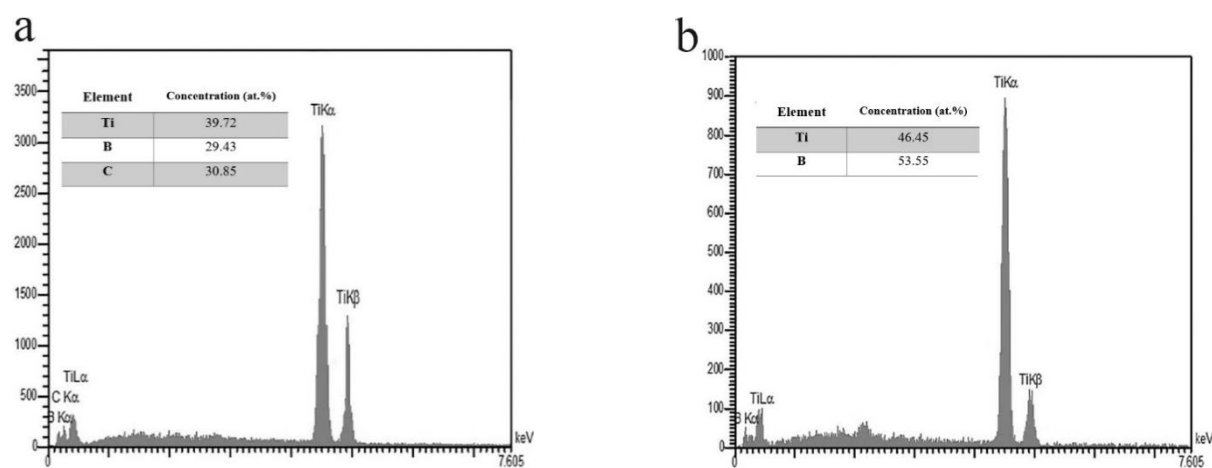 a
3500
3000
2500
2000
1500
1000
500
0
Element Concentration (at.%)
Ti 39.72
B 29.43
C 30.85
TiKα
TiKβ
TiLα
C Kα
B Kα
keV
0
7.605
b
1000
900
800
700
600
500
400
300
200
100
0
Element Concentration (at.%)
Ti 46.45
B 53.55
TiKα
TiKβ
TiLα
B Kα
keV
0
7.605